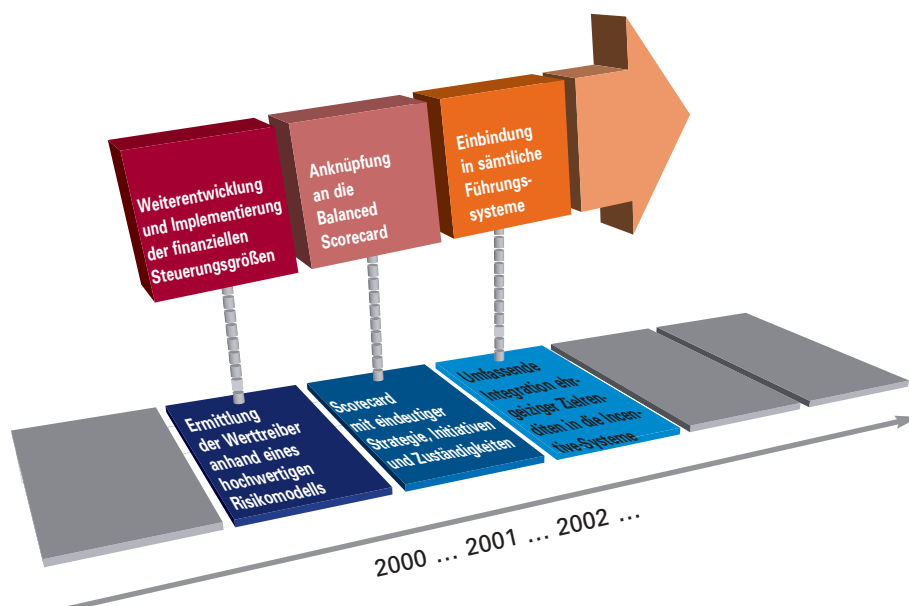 Weiterentwicklung
und Implementierung
der finanziellen
Steuerungsgrößen
Anknüpfung
an die
Balanced
Scorecard
Einbindung
in sämtliche
Führungs-
systeme
Ermittlung
der Werttreiber
anhand eines
hochwertigen
Risikomodells
Scorecard
mit eindeutiger
Strategie, Initiativen
und Zuständigkeiten
Umfassende
Integration ehr-
geiziger Zielren-
diten in die Incen-
tive-Systeme
2000 ... 2001 ... 2002 ...